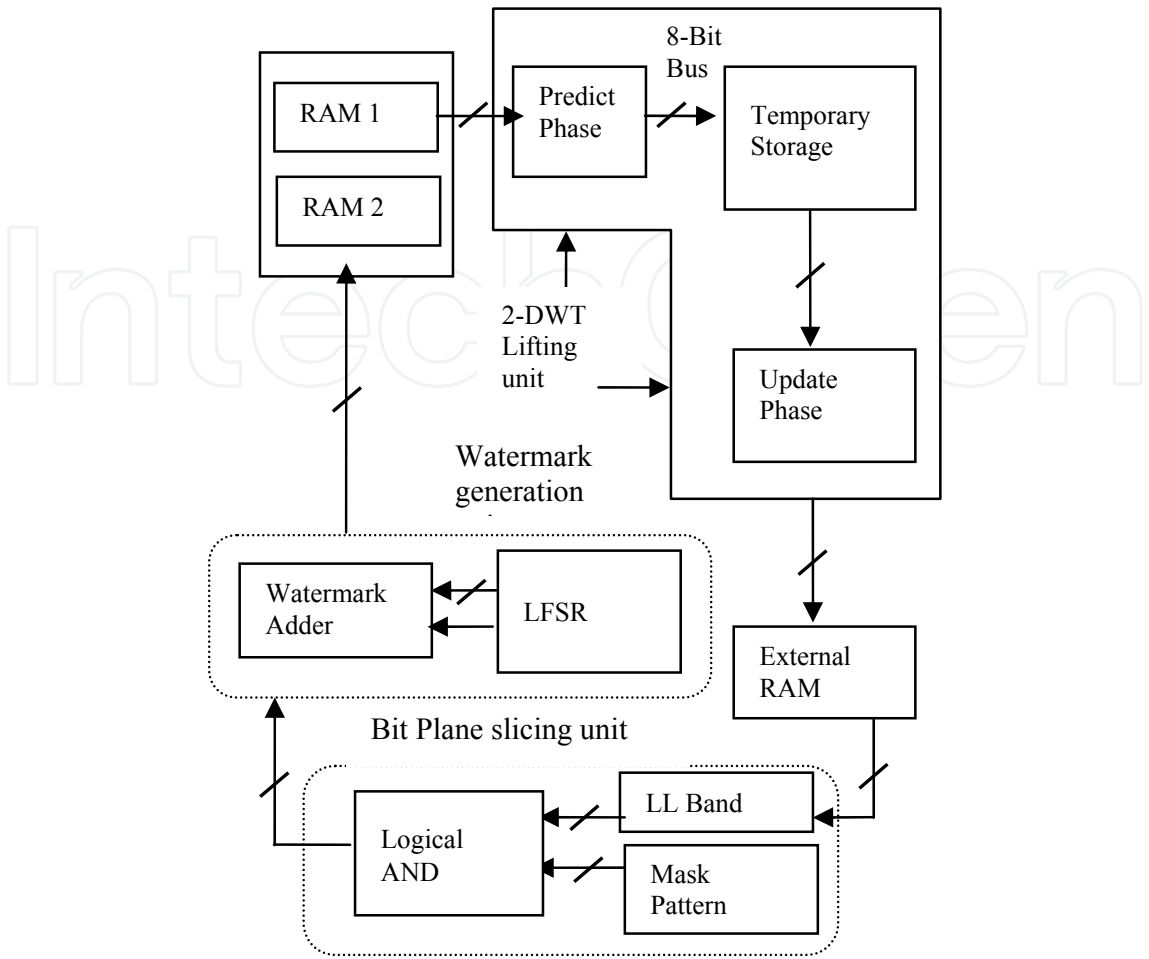 8-Bit
Bus
RAM 1
Predict
Phase
Temporary
Storage
RAM 2
2-DWT
Lifting
unit
Update
Phase
Watermark
generation
Watermark
Adder
LFSR
External
RAM
Bit Plane slicing unit
LL Band
Logical
AND
Mask
Pattern